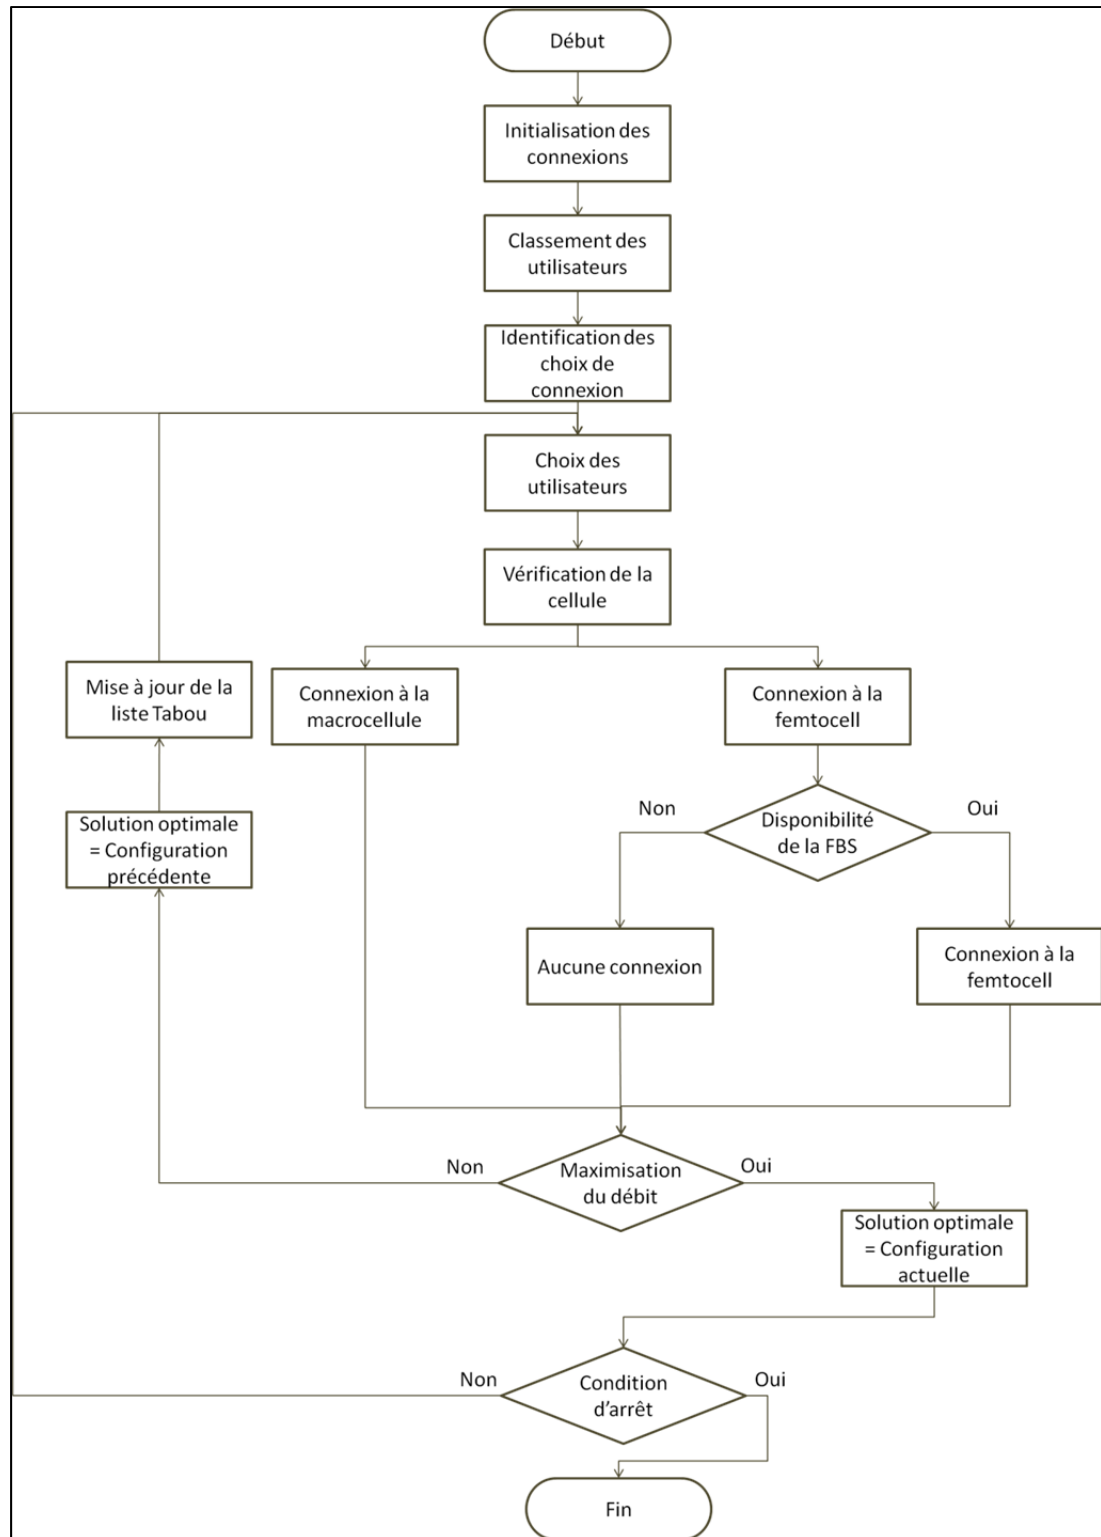 Début
Initialisation des
connexions
Classement des
utilisateurs
Identification des
choix de
connexion
Choix des
utilisateurs
Vérification de la
cellule
Mise à jour de la
liste Tabou
Connexion à la
macrocellule
Connexion à la
femtocell
Solution optimale
= Configuration
précédente
Non
Disponibilité
de la FBS
Oui
Aucune connexion
Connexion à la
femtocell
Non
Maximisation
du débit
Oui
Solution optimale
= Configuration
actuelle
Non
Condition
d'arrêt
Oui
Fin